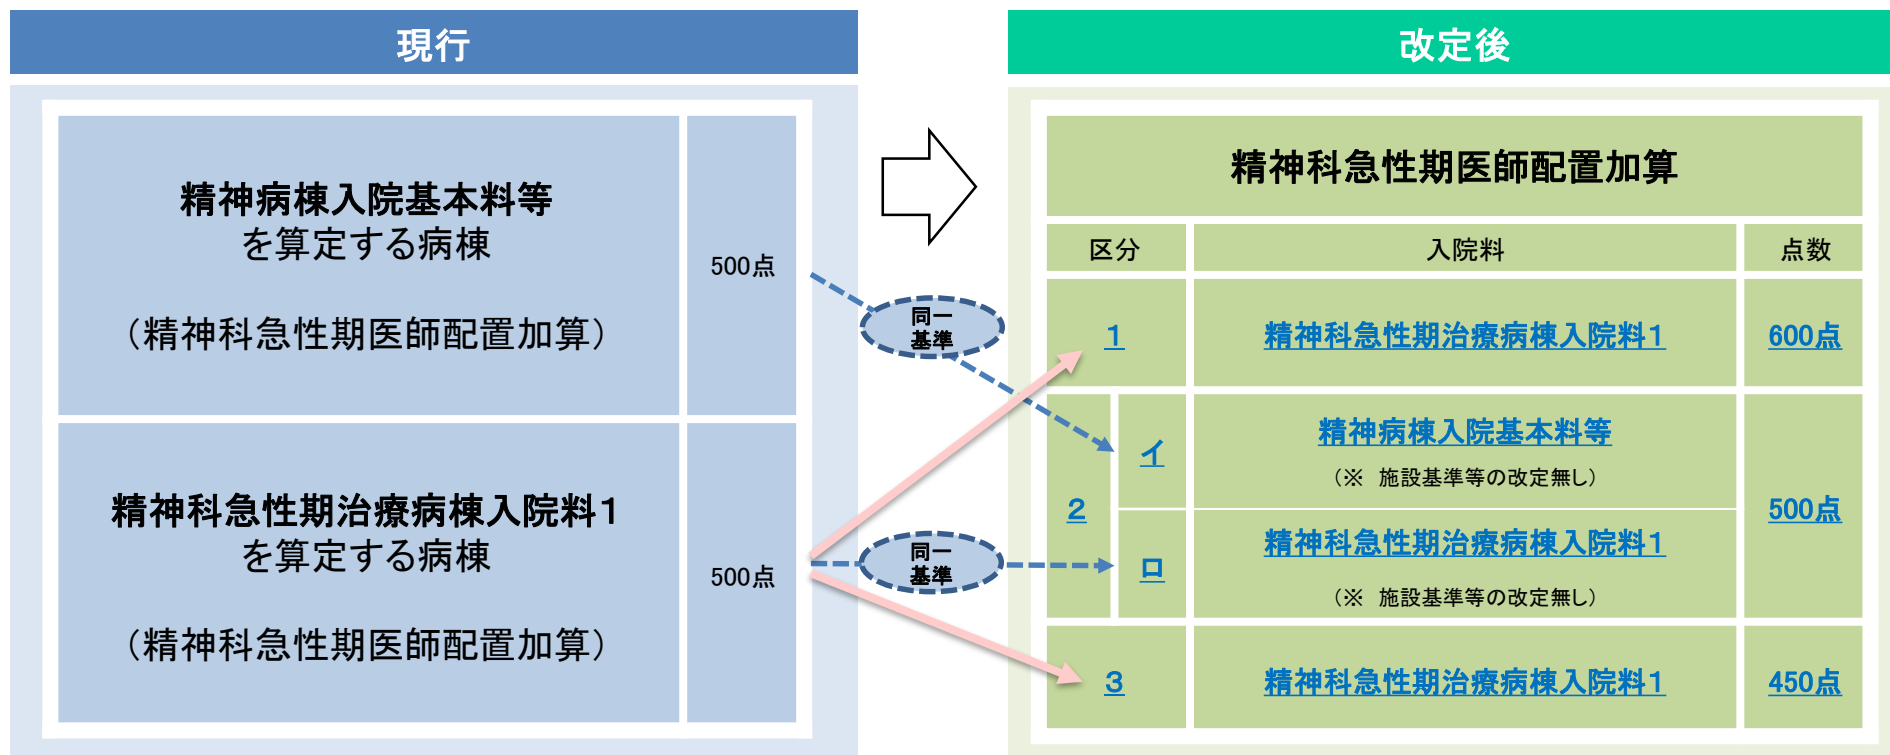 現行
精神病棟入院基本料等
を算定する病棟
（精神科急性期医師配置加算）
500点
精神科急性期治療病棟入院料１
を算定する病棟
（精神科急性期医師配置加算）
500点
同一
基準
同一
基準
改定後
精神科急性期医師配置加算
区分
入院料
点数
１
精神科急性期治療病棟入院料１
600点
２
イ
精神病棟入院基本料等
（※　施設基準等の改定無し）
ロ
精神科急性期治療病棟入院料１
（※　施設基準等の改定無し）
500点
３
精神科急性期治療病棟入院料１
450点